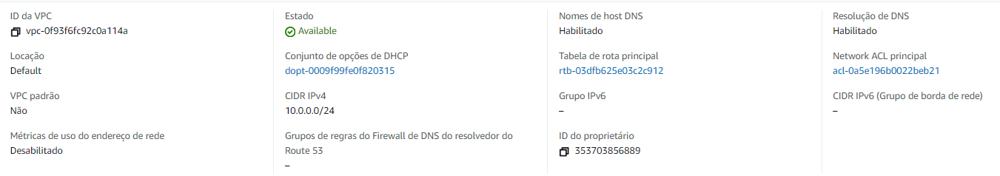 ID da VPC
vpc-0f93f6fc92c0a114a
Estado
Available
Nomes de host DNS
Habilitado
Resolução de DNS
Habilitado
Locação
Default
Conjunto de opções de DHCP
dopt-0009f99fe0f820315
Tabela de rota principal
rtb-03dfb625e03c2c912
Network ACL principal
acl-0a5e196b0022beb21
VPC padrão
Não
CIDR IPv4
10.0.0.0/24
Grupo IPv6
–
CIDR IPv6 (Grupo de borda de rede)
–
Métricas de uso do endereço de rede
Desabilitado
Grupos de regras do Firewall de DNS do resolvedor do
Route 53
–
ID do proprietário
353703856889